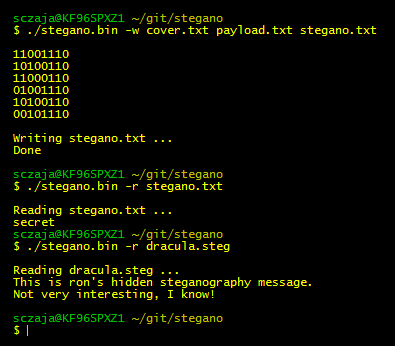 sczaja@KF96SPXZ1 ~/git/stegano
$ ./stegano.bin -w cover.txt payload.txt stegano.txt
11001110
10100110
11000110
01001110
10100110
00101110
Writing stegano.txt ...
Done
sczaja@KF96SPXZ1 ~/git/stegano
$ ./stegano.bin -r stegano.txt
Reading stegano.txt ...
secret
sczaja@KF96SPXZ1 ~/git/stegano
$ ./stegano.bin -r dracula.steg
Reading dracula.steg ...
This is ron's hidden steganography message.
Not very interesting, I know!
sczaja@KF96SPXZ1 ~/git/stegano
$